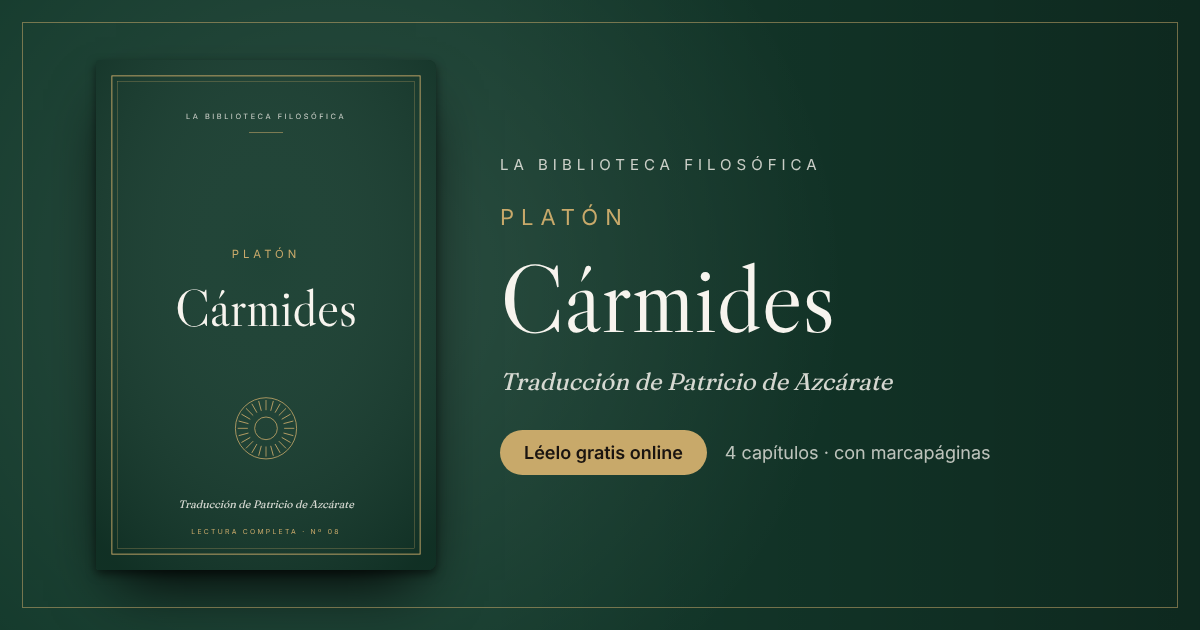 LA BIBLIOTECA FILOSÓFICA
PLATÓN
Cármides
Traducción de Patricio de Azcárate
LECTURA COMPLETA · Nº 08
LA BIBLIOTECA FILOSÓFICA
PLATÓN
Cármides
Traducción de Patricio de Azcárate
Léelo gratis online
4 capítulos · con marcapáginas